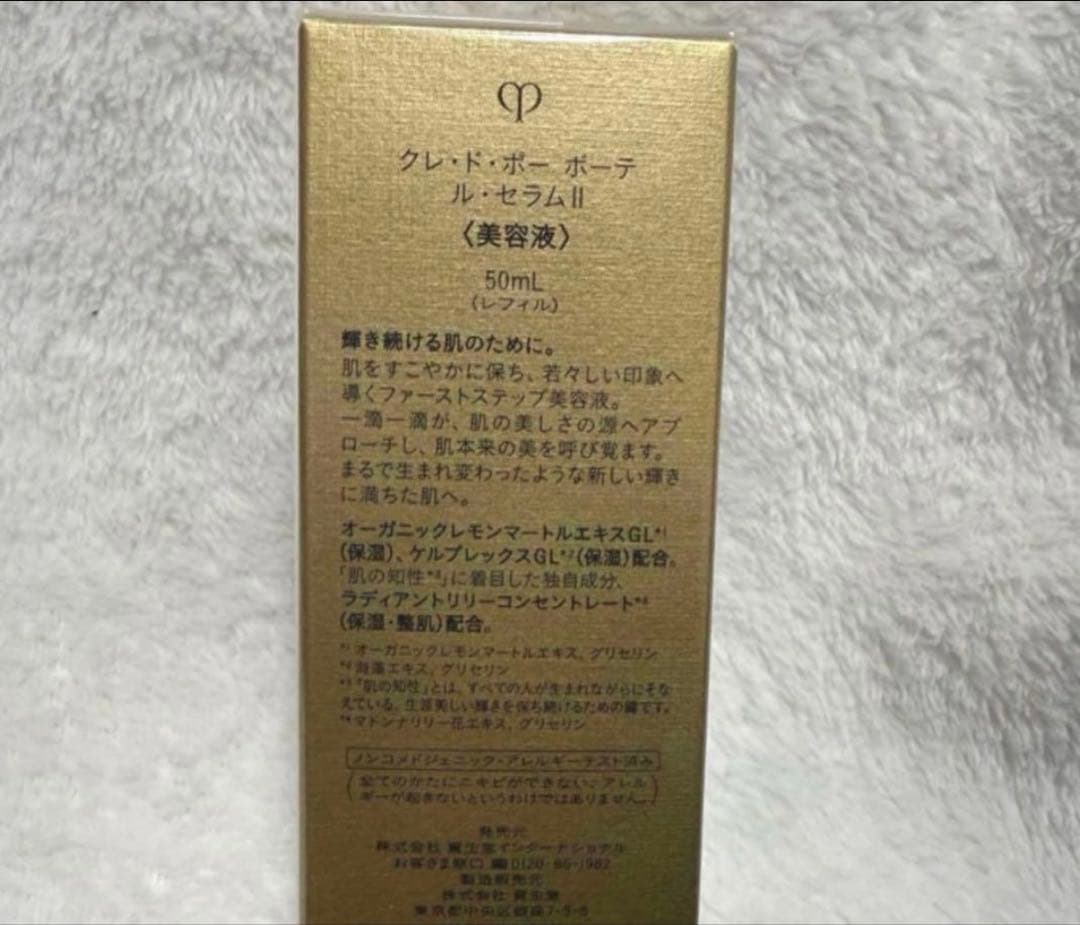 クレ・ド・ポー ボーテ
ル・セラムⅡ
〈美容液〉
50mL
(レフィル)
輝き続ける肌のために。
肌をすこやかに保ち、若々しい印象へ
導くファーストステップ美容液。
一滴一滴が、肌の美しさの源へアプ
ローチし、肌本来の美を呼び覚ます。
まるで生まれ変わったような新しい輝き
に満ちた肌へ。
オーガニックレモンマートルエキスGL*1
(保湿)、ケルプレックスGL*2(保湿)配合。
「肌の知性*3」に着目した独自成分、
ラディアントリリーコンセントレート*4
(保湿・整肌)配合。
*1 オーガニックレモンマートルエキス、グリセリン
*2 海藻エキス、グリセリン
*3「肌の知性」とは、すべての人が生まれながらにそな
えている、生涯美しい輝きを保ち続けるための鍵です。
*4 マドンナリリー花エキス、グリセリン
ノンコメドジェニック・アレルギーテスト済み
(全てのかたにニキビができない、アレル
ギーが起きないというわけではありません。)
発売元
株式会社 資生堂インターナショナル
お客さま窓口 0120-86-1982
製造販売元
株式会社 資生堂
東京都中央区銀座7-5-5